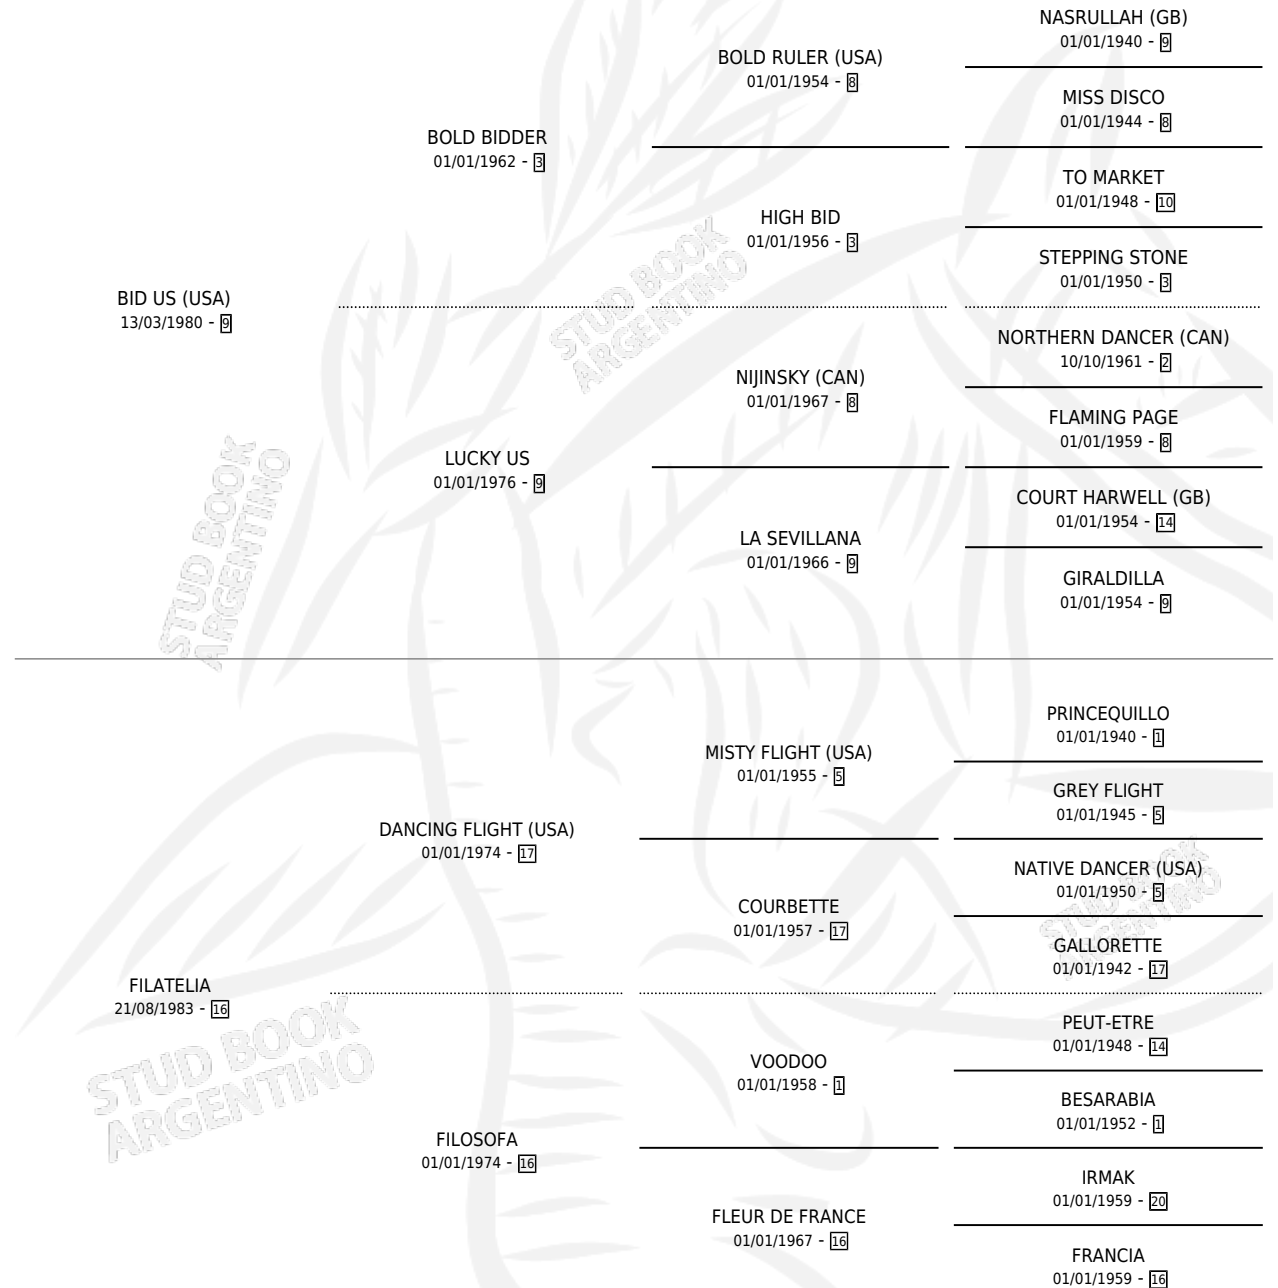 NASRULLAH (GB)
01/01/1940 - 9
BOLD RULER (USA)
01/01/1954 - 8
MISS DISCO
01/01/1944 - 8
BOLD BIDDER
01/01/1962 - 3
TO MARKET
01/01/1948 - 10
HIGH BID
01/01/1956 - 3
STEPPING STONE
01/01/1950 - 3
BID US (USA)
13/03/1980 - 9
STUD BOOK
ARGENTINO
NORTHERN DANCER (CAN)
10/10/1961 - 2
NIJINSKY (CAN)
01/01/1967 - 8
FLAMING PAGE
01/01/1959 - 8
LUCKY US
01/01/1976 - 9
COURT HARWELL (GB)
01/01/1954 - 14
LA SEVILLANA
01/01/1966 - 9
GIRALDILLA
01/01/1954 - 9
STUD BOOK
ARGENTINO
PRINCEQUILLO
01/01/1940 - 1
MISTY FLIGHT (USA)
01/01/1955 - 5
GREY FLIGHT
01/01/1945 - 5
DANCING FLIGHT (USA)
01/01/1974 - 17
NATIVE DANCER (USA)
01/01/1950 - 5
COURBETTE
01/01/1957 - 17
STUD BOOK
ARGENTINO
GALLORETTE
01/01/1942 - 17
FILATELIA
21/08/1983 - 16
STUD BOOK
ARGENTINO
PEUT-ETRE
01/01/1948 - 14
VOODOO
01/01/1958 - 1
BESARABIA
01/01/1952 - 1
FILOSOFA
01/01/1974 - 16
IRMAK
01/01/1959 - 20
FLEUR DE FRANCE
01/01/1967 - 16
FRANCIA
01/01/1959 - 16